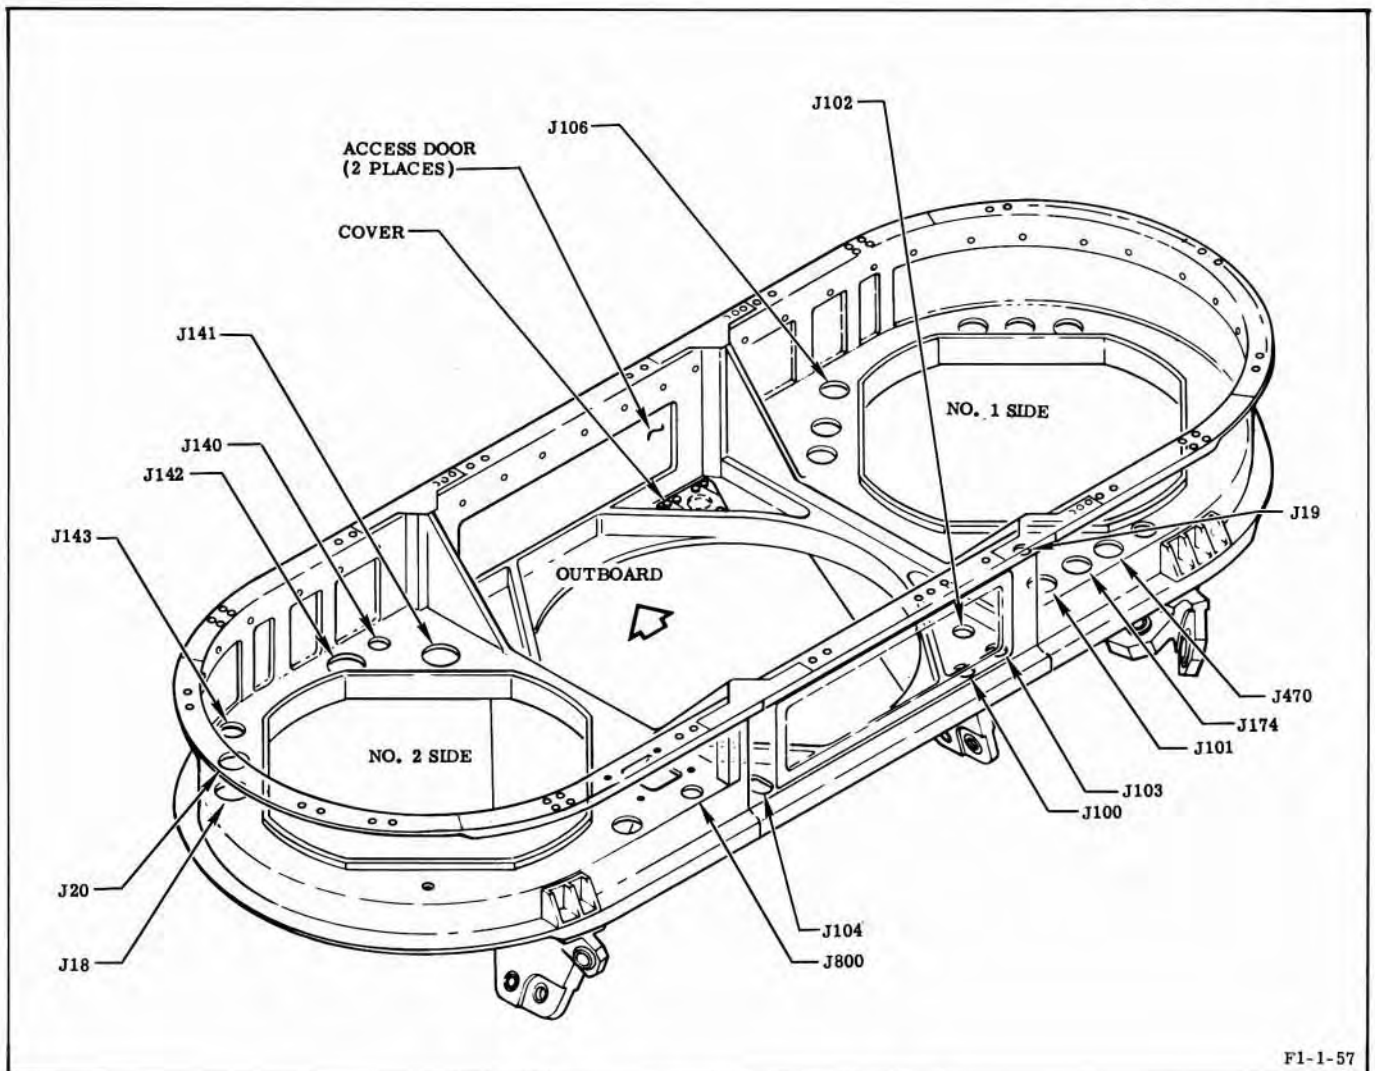 J102
J106
ACCESS DOOR
(2 PLACES)
COVER
J141
NO. 1 SIDE
J140
J142
J19
J143
OUTBOARD
J470
J174
J101
NO. 2 SIDE
J103
J100
J20
J104
J800
J18
F1-1-57